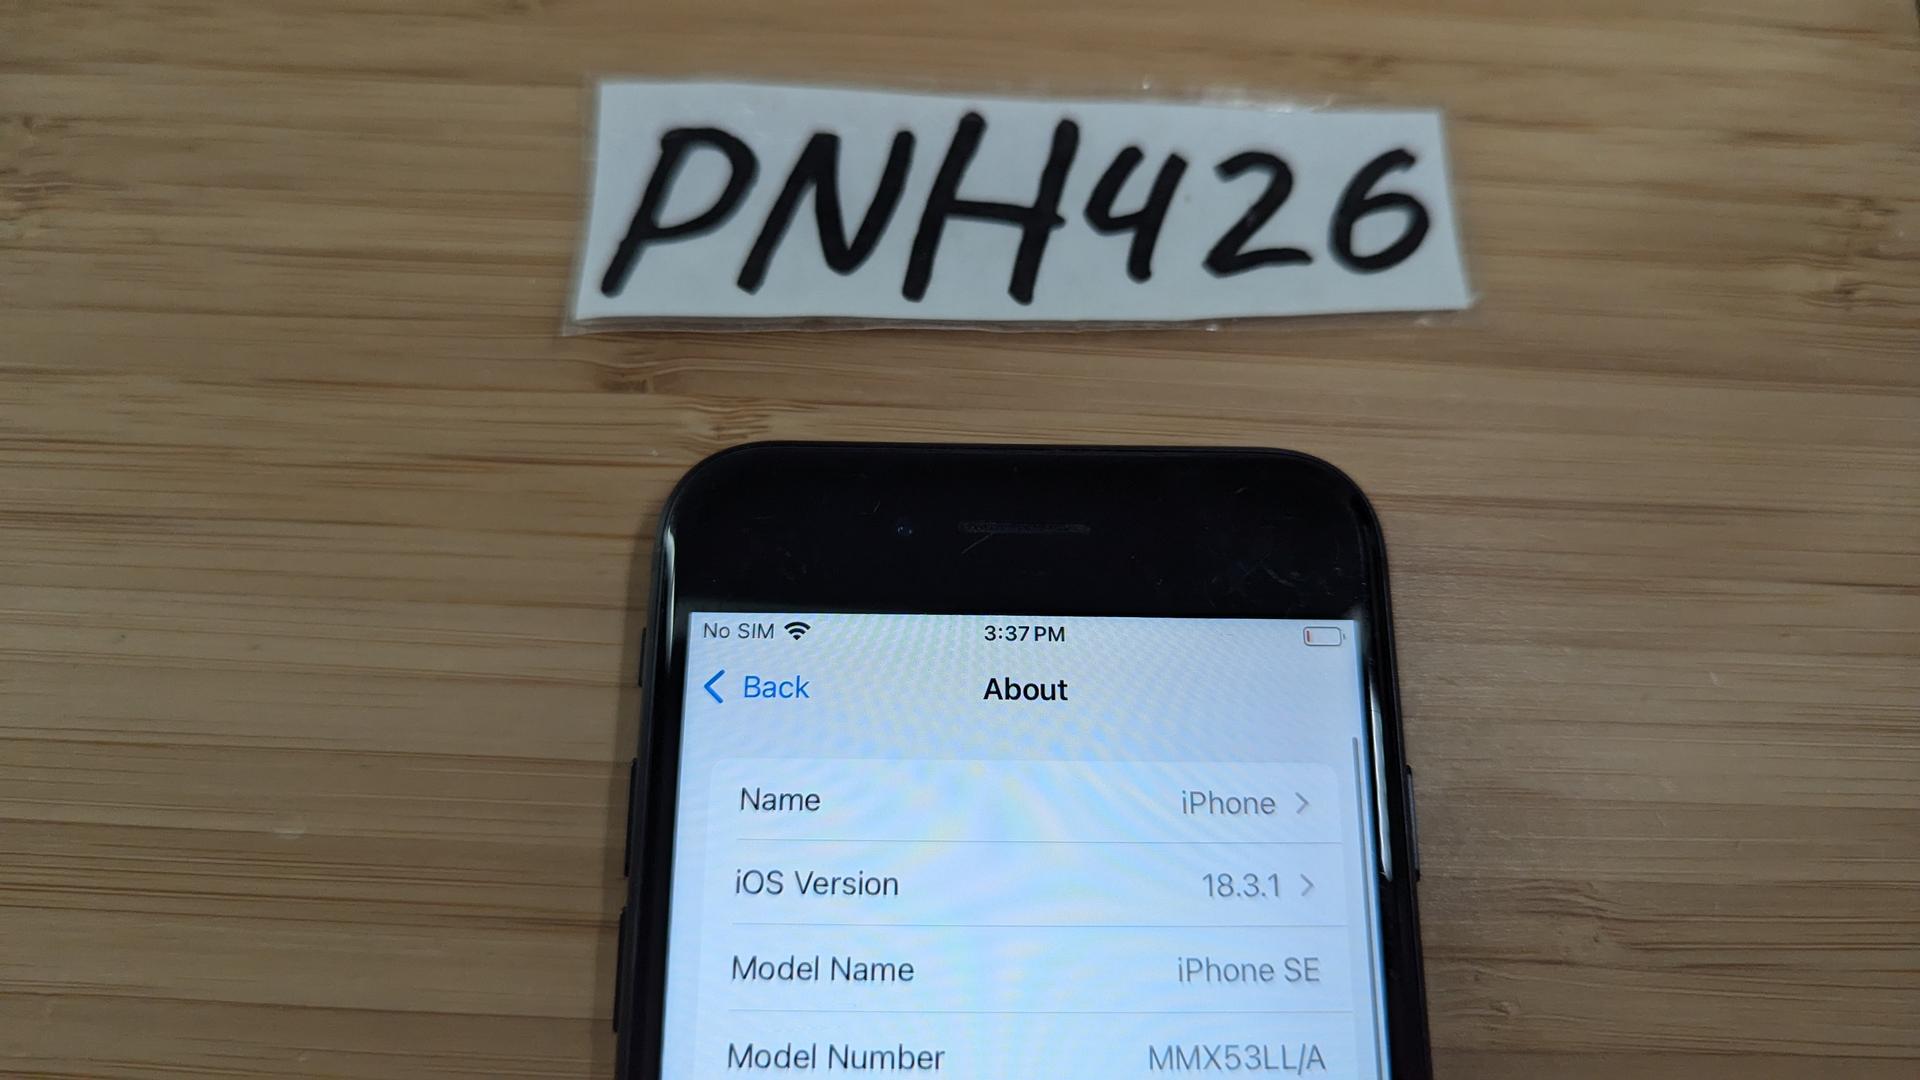 PNH426
No SIM 3:37 PM
Back About
Name iPhone
iOS Version 18.3.1
Model Name iPhone SE
Model Number MMX53LL/A